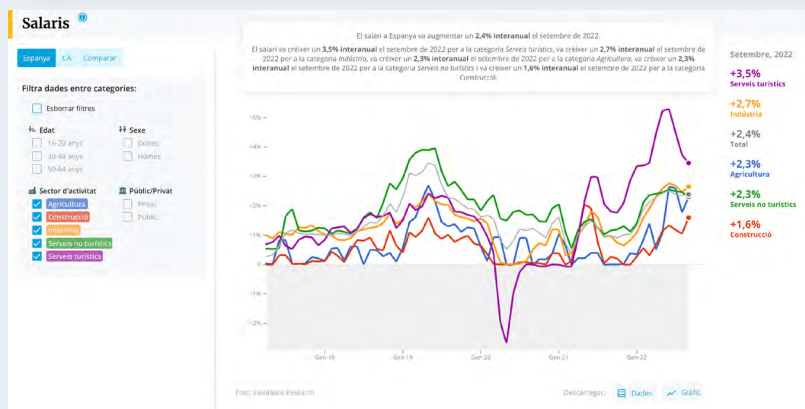 Salaris
Espanya CA Comparar
Filtra dades entre categories:
Esborrar filtres
Edat
16-29 anys
30-49 anys
50-64 anys
Sexe
Dones
Homes
Sector d'activitat
Agricultura
Construcció
Indústria
Serveis no turístics
Serveis turístics
Públic/Privat
Privat
Públic
El salari a Espanya va augmentar un 2,4% interanual el setembre de 2022.
El salari va créixer un 3,5% interanual el setembre de 2022 per a la categoria Serveis turístics, va créixer un 2,7% interanual el setembre de
2022 per a la categoria Indústria, va créixer un 2,3% interanual el setembre de 2022 per a la categoria Agricultura, va créixer un 2,3%
interanual el setembre de 2022 per a la categoria Serveis no turístics i va créixer un 1,6% interanual el setembre de 2022 per a la categoria
Construcció.
+5%
+4%
+3%
+2%
+1%
0
-1%
-2%
Gen-18
Gen-19
Gen-20
Gen-21
Gen-22
Setembre, 2022
+3,5%
Serveis turístics
+2,7%
Indústria
+2,4%
Total
+2,3%
Agricultura
+2,3%
Serveis no turístics
+1,6%
Construcció
Font: CaixaBank Research
Descarregar: Dades Gràfic